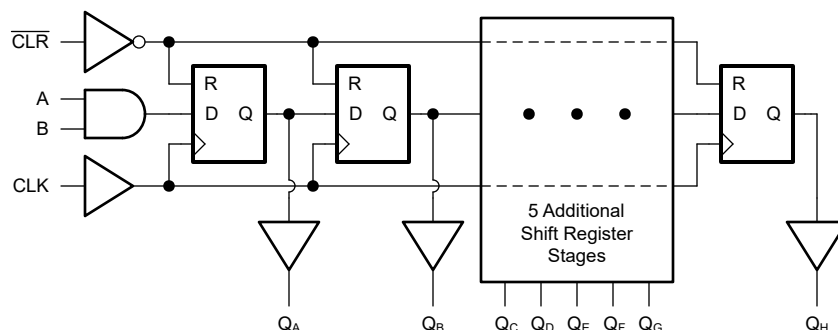 CLR
R
R
R
A
B
D
Q
D
Q
D
Q
CLK
5 Additional
Shift Register
Stages
QA
QB
QC
QD
QE
QF
QG
QH